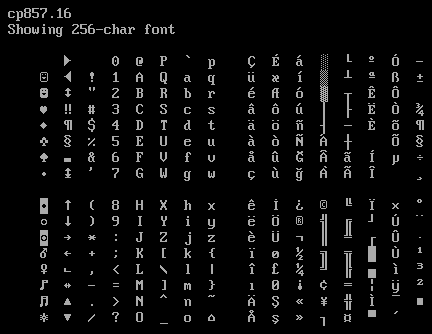 cp857.16
Showing 256-char font
► 0 @ P ` p Ç É á ░ └ º Ó -
☺ ◄ ! 1 A Q a q ü æ í ▒ ┴ ª ß ±
☻ ↕ " 2 B R b r é Æ ó ▓ ┬ Ê Ô
♥ ‼ # 3 C S c s â ô ú │ ├ Ë Ò ¾
♦ ¶ $ 4 D T d t ä ö ñ ┤ ─ È õ ¶
♣ § % 5 E U e u à ò Ñ Á ┼ Õ §
♠ ▬ & 6 F V f v å û Ğ Â ã Í µ ÷
• ↨ ' 7 G W g w ç ù ğ À Ã Î ¸
◘ ↑ ( 8 H X h x ê İ ¿ © ╚ Ï × °
○ ↓ ) 9 I Y i y ë Ö ® ╣ ╔ ┘ Ú ¨
◙ → * : J Z j z è Ü ¬ ║ ╩ ┌ Û ·
♂ ← + ; K [ k { ï ø ½ ╗ ╦ █ Ù ¹
♀ ∟ , < L \ l | î £ ¼ ╝ ╠ ▄ ì ³
♪ ↔ - = M ] m } ı Ø ¡ ¢ ═ ¦ ÿ ²
♫ ▲ . > N ^ n ~ Ä Ş « ¥ ╬ Ì ¯ ■
☼ ▼ / ? O _ o ⌂ Å ş » ┐ ¤ ▀ ´